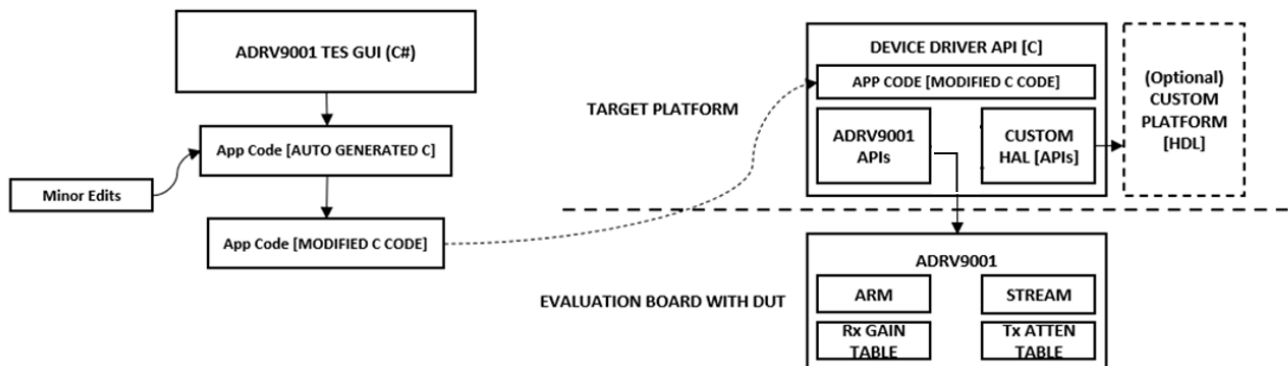 ADRV9001 TES GUI (C#)
App Code [AUTO GENERATED C]
Minor Edits
App Code [MODIFIED C CODE]
TARGET PLATFORM
DEVICE DRIVER API [C]
APP CODE [MODIFIED C CODE]
ADRV9001
APIs
CUSTOM
HAL [APIs]
(Optional)
CUSTOM
PLATFORM
[HDL]
EVALUATION BOARD WITH DUT
ADRV9001
ARM
STREAM
Rx GAIN
TABLE
Tx ATTEN
TABLE